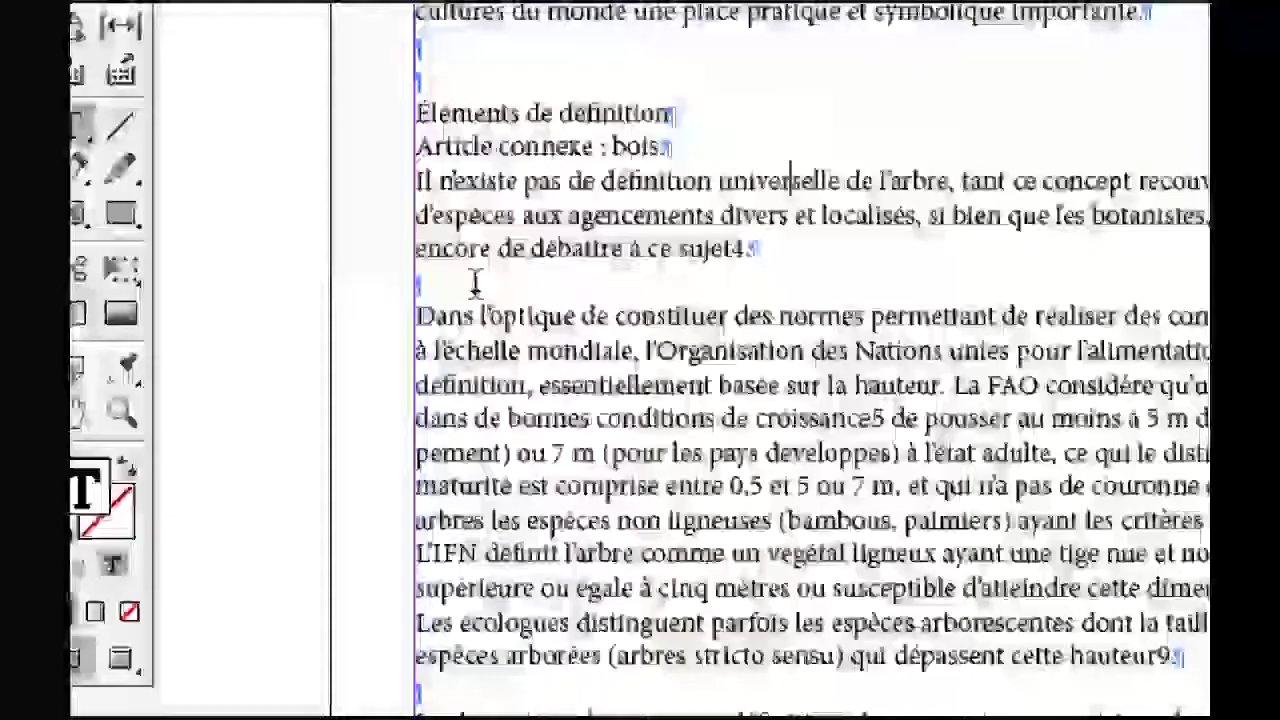 cultures du monde une place pratique et symbolique importante.¶
¶
¶
Éléments de définition¶
Article connexe : bois.¶
Il n'existe pas de définition universelle de l'arbre, tant ce concept recouv
d'espèces aux agencements divers et localisés, si bien que les botanistes,
encore de débattre à ce sujet4.¶
¶
Dans l'optique de constituer des normes permettant de réaliser des con
à l'échelle mondiale, l'Organisation des Nations unies pour l'alimentatio
définition, essentiellement basée sur la hauteur. La FAO considère qu'u
dans de bonnes conditions de croissance5 de pousser au moins à 5 m d
pement) ou 7 m (pour les pays développés) à l'état adulte, ce qui le disti
maturité est comprise entre 0,5 et 5 ou 7 m, et qui n'a pas de couronne
arbres les espèces non ligneuses (bambous, palmiers) ayant les critères
L'IFN définit l'arbre comme un végétal ligneux ayant une tige nue et no
supérieure ou égale à cinq mètres ou susceptible d'atteindre cette dime
Les écologues distinguent parfois les espèces arborescentes dont la taill
espèces arborées (arbres stricto sensu) qui dépassent cette hauteur9.¶
¶
T
T